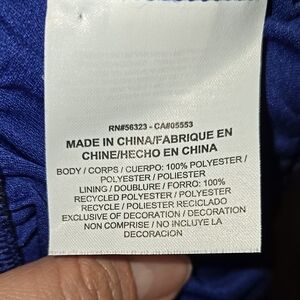 RN#56323 - CA#05553
MADE IN CHINA/FABRIQUE EN
CHINE/HECHO EN CHINA
BODY / CORPS / CUERPO: 100% POLYESTER /
POLYESTER / POLIESTER
LINING / DOUBLURE / FORRO: 100%
RECYCLED POLYESTER / POLYESTER
RECYCLE / POLIESTER RECICLADO
EXCLUSIVE OF DECORATION / DECORATION
NON COMPRISE / NO INCLUYE LA
DECORACION